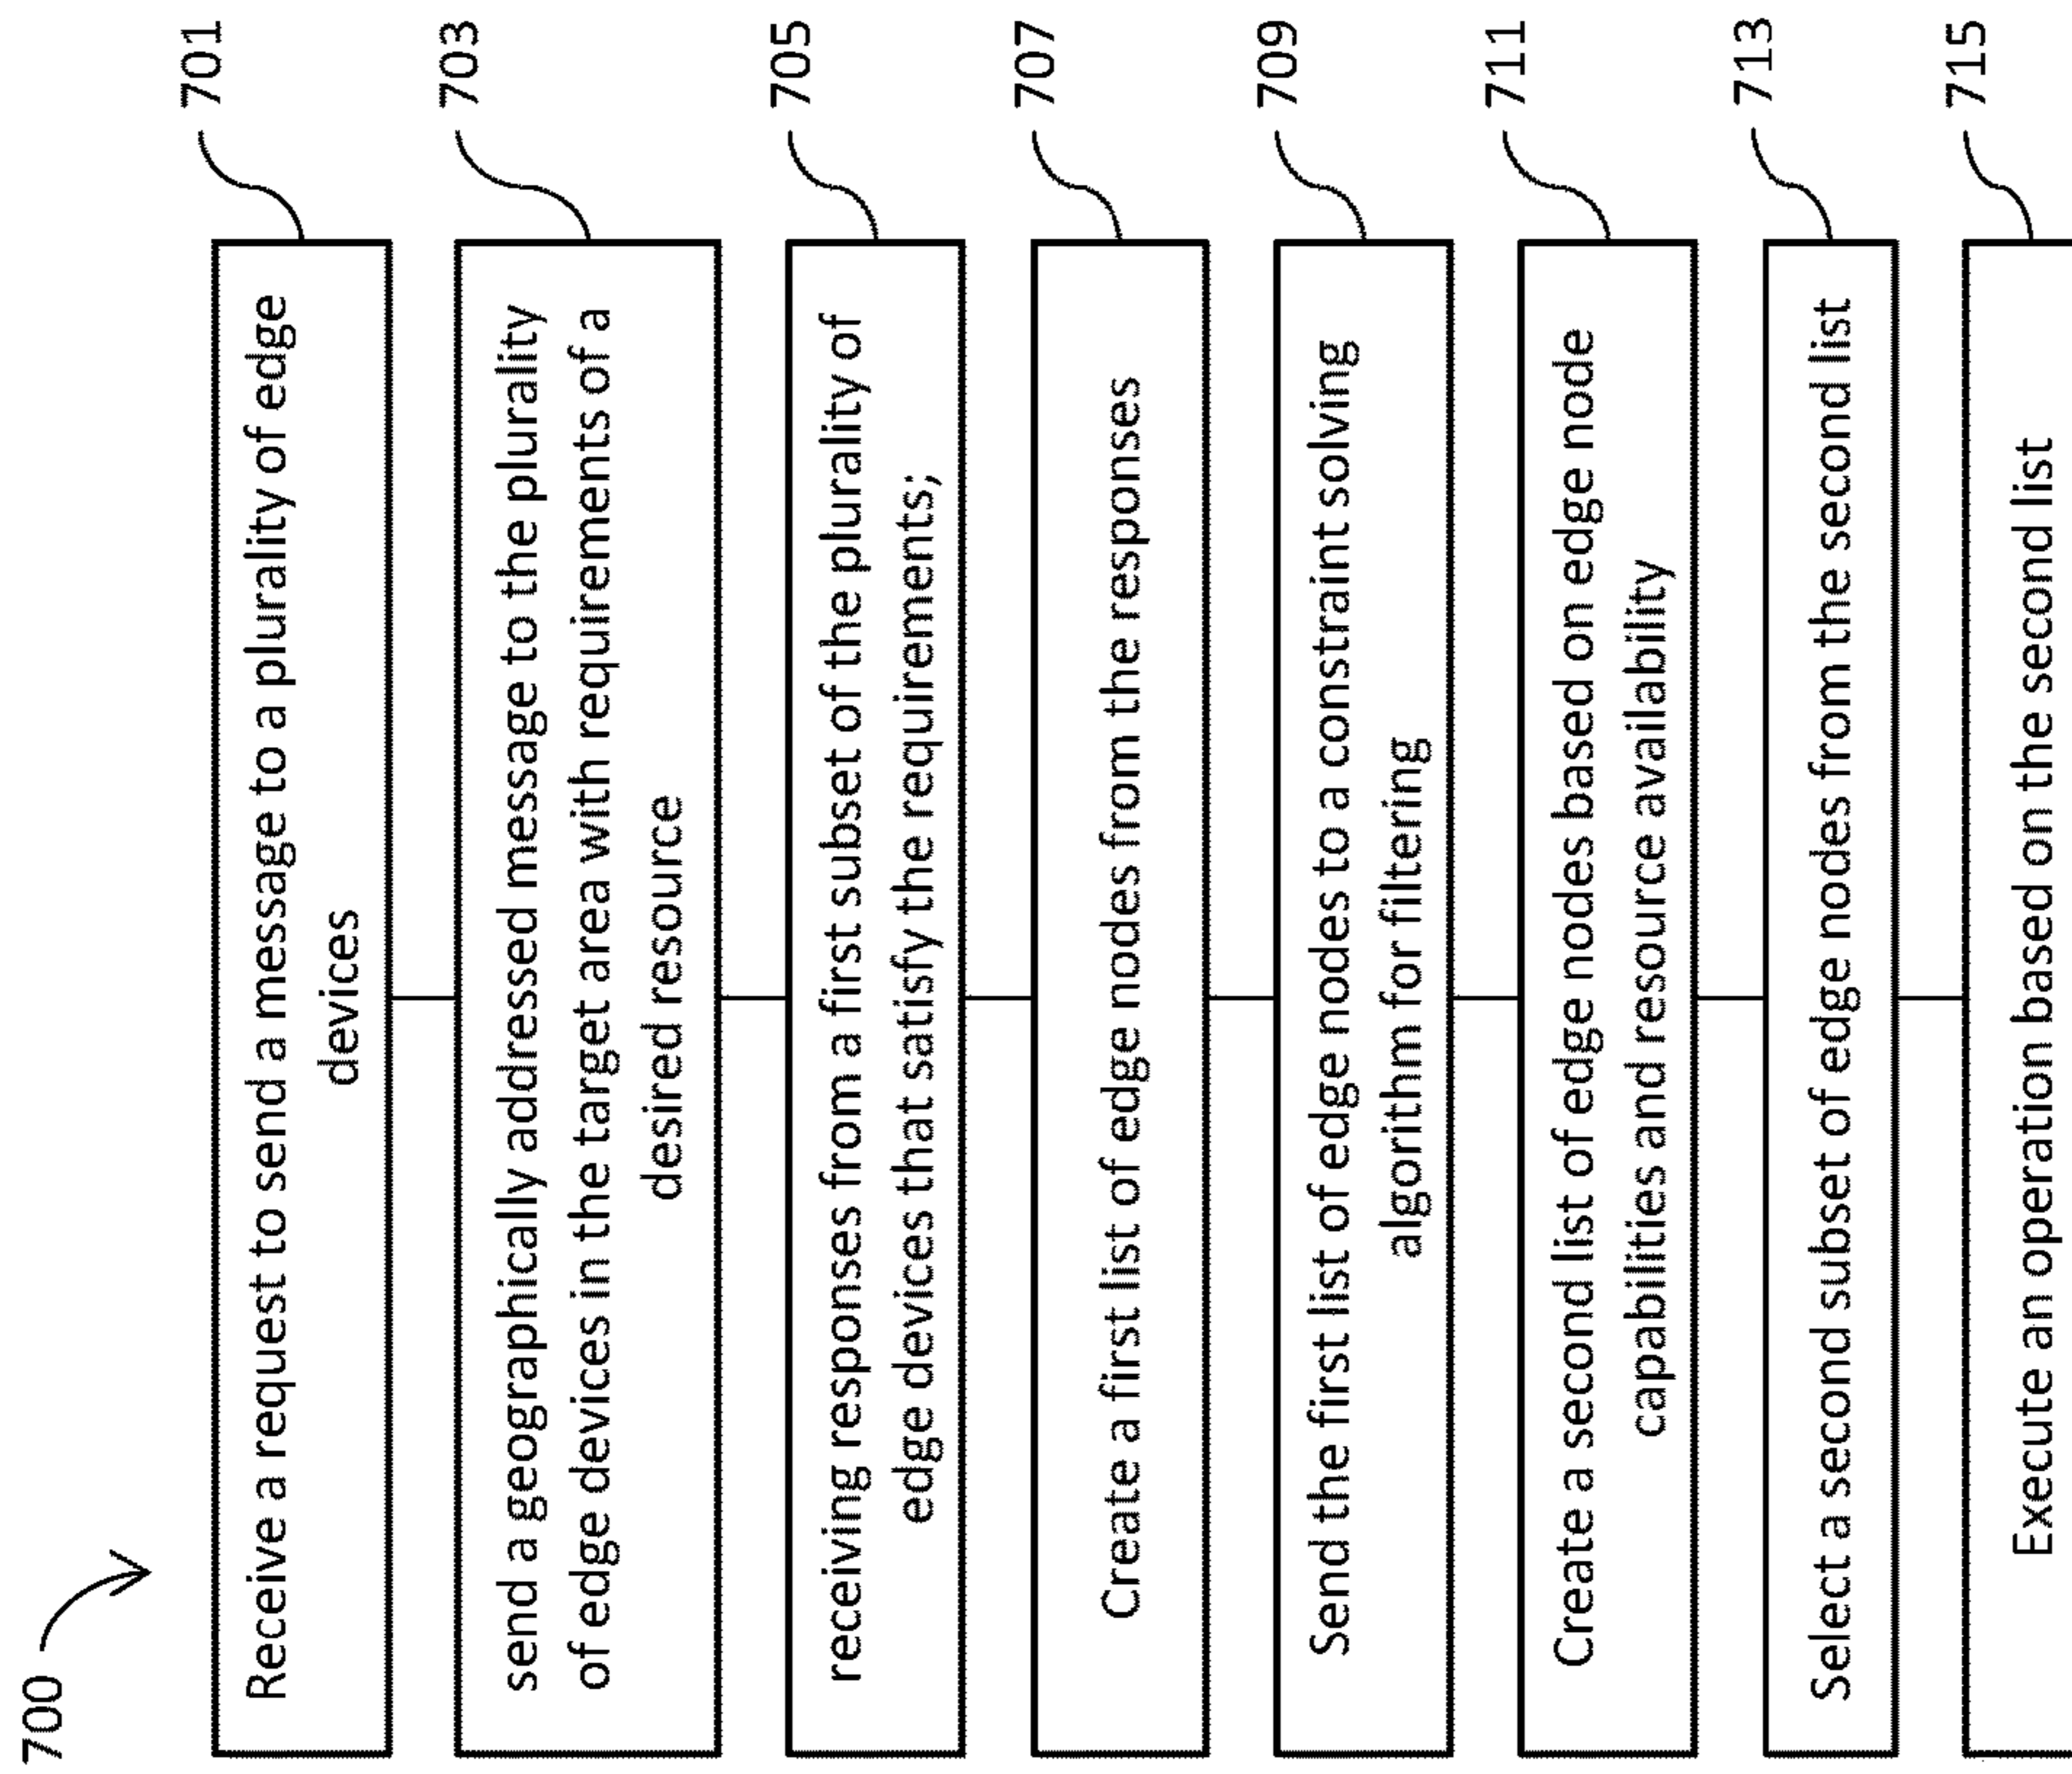 700
Receive a request to send a message to a plurality of edge
devices
701
send a geographically addressed message to the plurality
of edge devices in the target area with requirements of a
desired resource
703
receiving responses from a first subset of the plurality of
edge devices that satisfy the requirements;
705
Create a first list of edge nodes from the responses
707
Send the first list of edge nodes to a constraint solving
algorithm for filtering
709
Create a second list of edge nodes based on edge node
capabilities and resource availability
711
Select a second subset of edge nodes from the second list
713
Execute an operation based on the second list
715